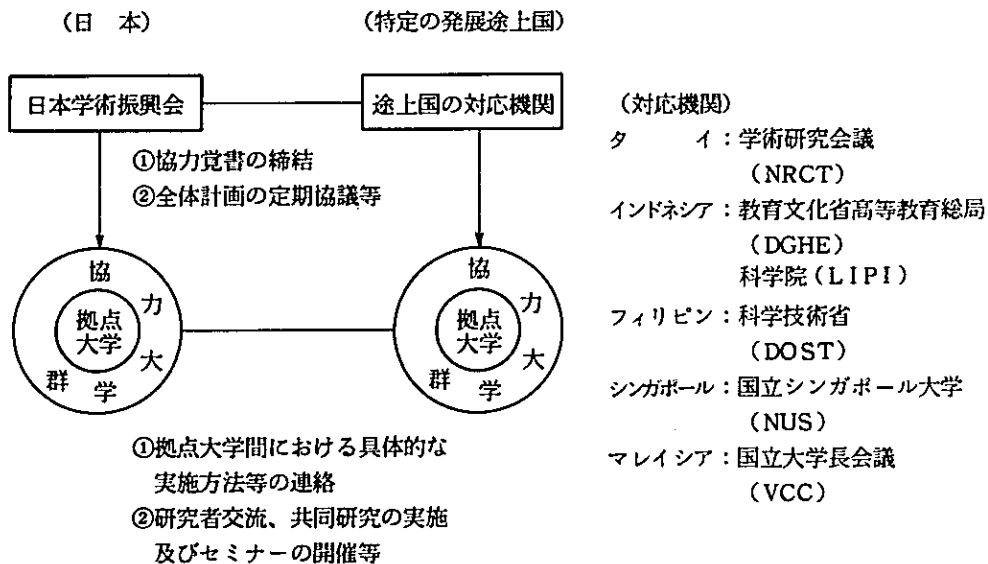 (日 本)
(特定の発展途上国)
日本学術振興会
途上国の対応機関
①協力覚書の締結
②全体計画の定期協議等
協力大学群
拠点
大学
協力大学群
拠点
大学
①拠点大学間における具体的な
実施方法等の連絡
②研究者交流、共同研究の実施
及びセミナーの開催等
(対応機関)
タ イ:学術研究会議
(NRCT)
インドネシア:教育文化省高等教育総局
(DGHE)
科学院(LIPI)
フィリピン:科学技術省
(DOST)
シンガポール:国立シンガポール大学
(NUS)
マレイシア:国立大学長会議
(VCC)